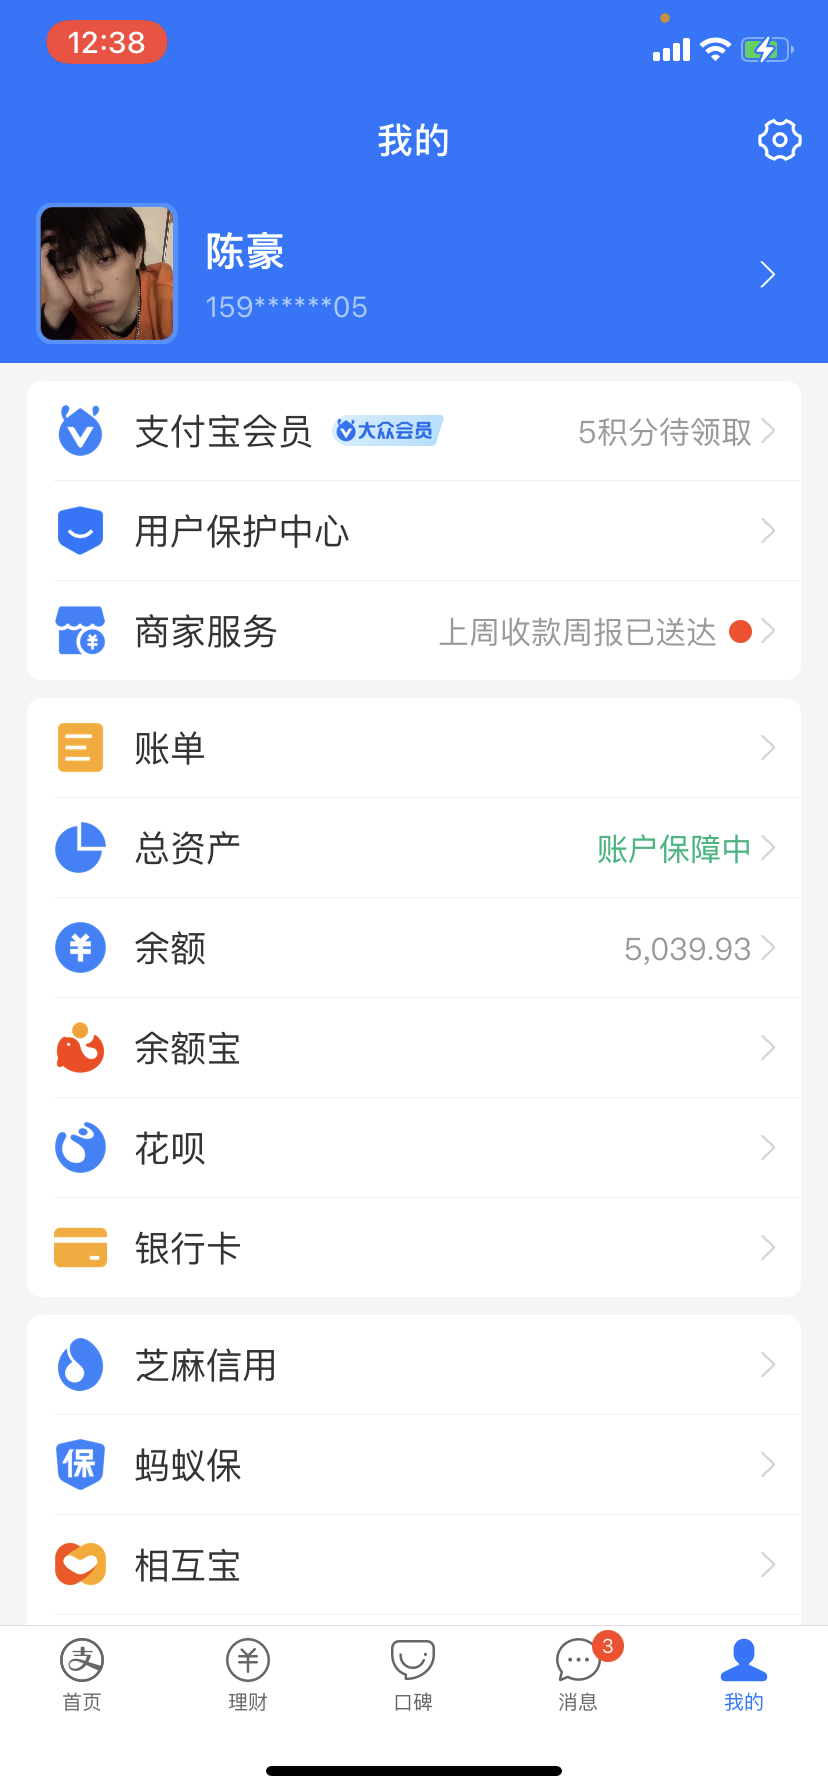 12:38
我的
陈豪
159******05
支付宝会员 大众会员 5积分待领取
用户保护中心
商家服务 上周收款周报已送达
账单
总资产 账户保障中
余额 5,039.93
余额宝
花呗
银行卡
芝麻信用
保 蚂蚁保
相互宝
支 3
首页 理财 口碑 消息 我的